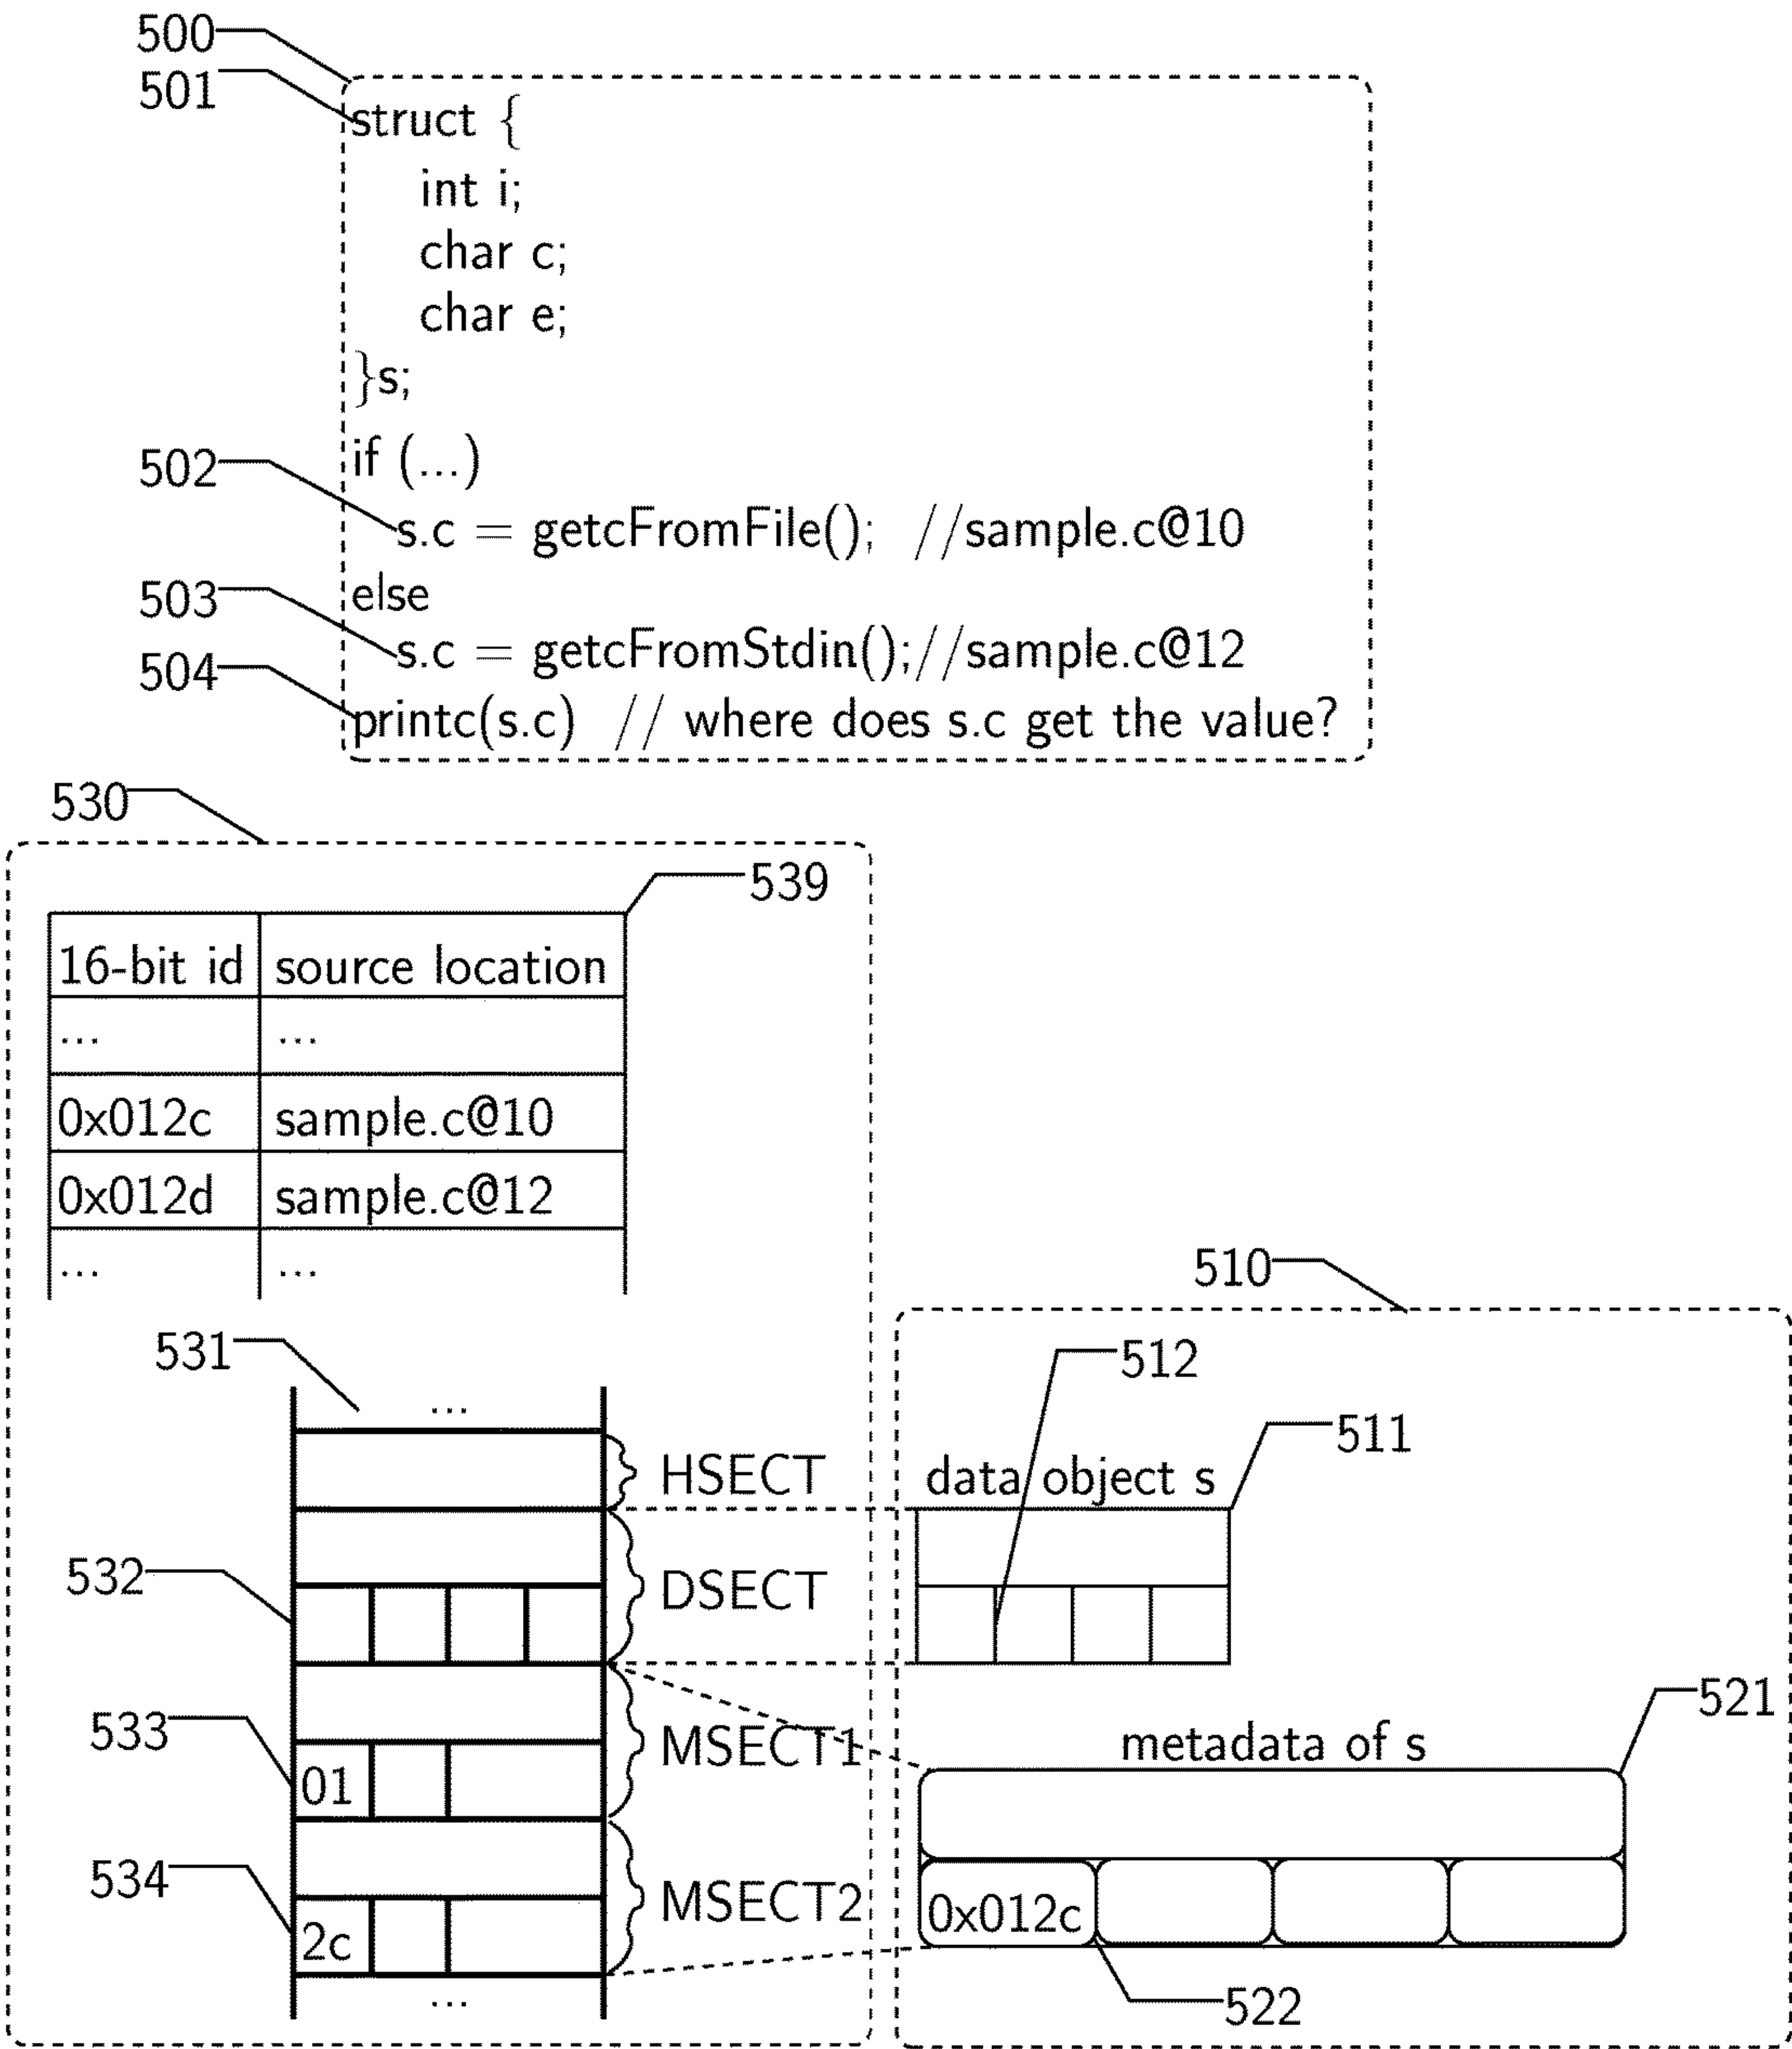 500
501
struct {
int i;
char c;
char e;
}s;
if (...)
502
s.c = getcFromFile(); //sample.c@10
else
503
s.c = getcFromStdin();//sample.c@12
504
printc(s.c) // where does s.c get the value?
530
539
16-bit id source location
... ...
0x012c sample.c@10
0x012d sample.c@12
... ...
510
531
512
...
511
HSECT
data object s
532
DSECT
521
533
MSECT1
metadata of s
01
534
MSECT2
0x012c
2c
...
522